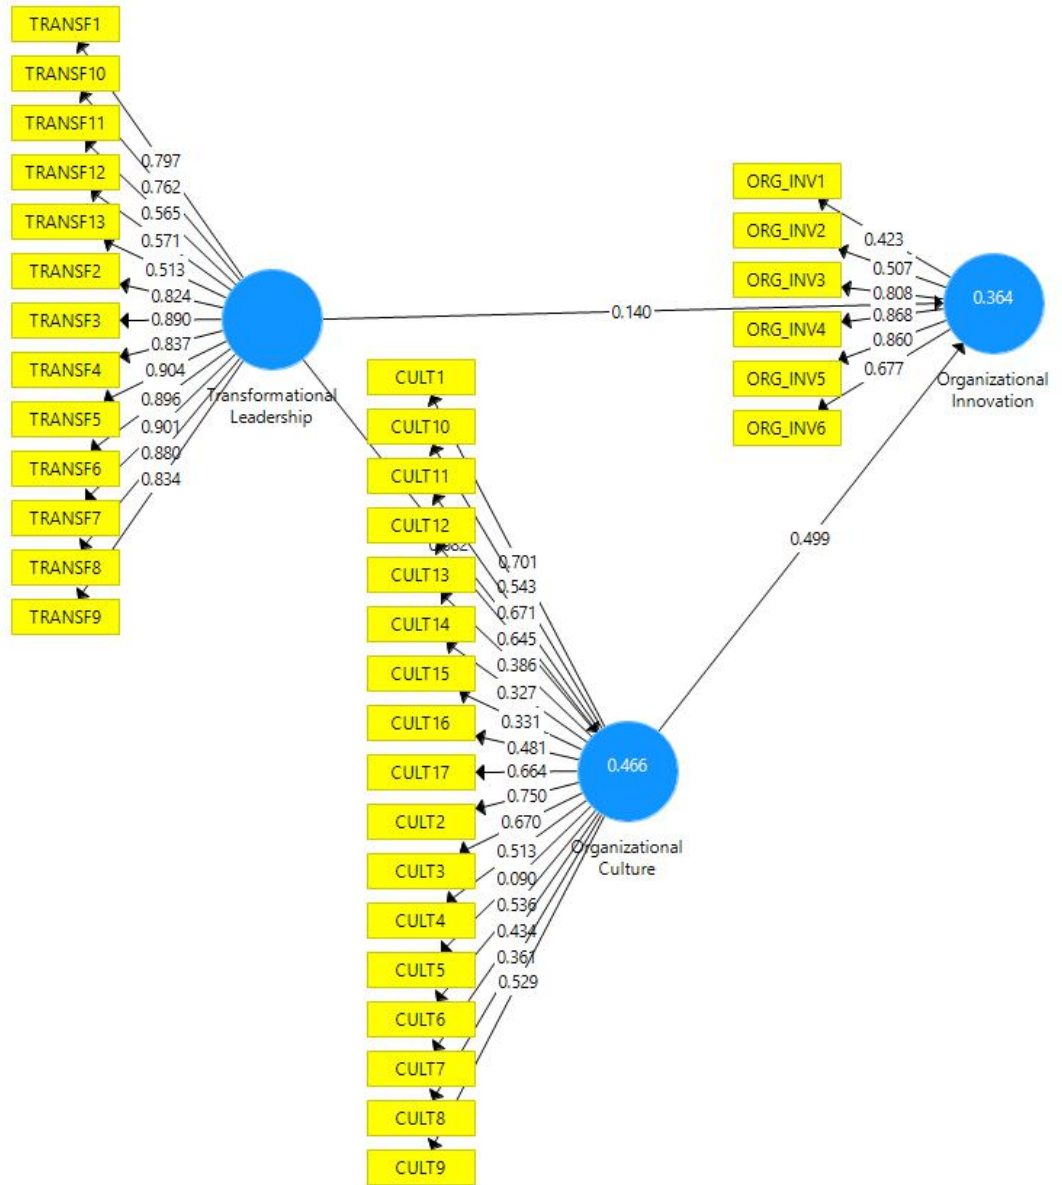 TRANSF1
TRANSF10
TRANSF11
TRANSF12
TRANSF13
TRANSF2
TRANSF3
TRANSF4
TRANSF5
TRANSF6
TRANSF7
TRANSF8
TRANSF9
0.797
0.762
0.565
0.571
0.513
0.824
0.890
0.837
0.904
0.896
0.901
0.880
0.834
Transformational
Leadership
0.140
ORG_INV1
ORG_INV2
ORG_INV3
ORG_INV4
ORG_INV5
ORG_INV6
0.423
0.507
0.808
0.868
0.860
0.677
0.364
Organizational
Innovation
0.499
CULT1
CULT10
CULT11
CULT12
CULT13
CULT14
CULT15
CULT16
CULT17
CULT2
CULT3
CULT4
CULT5
CULT6
CULT7
CULT8
CULT9
0.701
0.543
0.671
0.645
0.386
0.327
0.331
0.481
0.664
0.750
0.670
0.513
0.090
0.536
0.434
0.361
0.529
0.466
Organizational
Culture